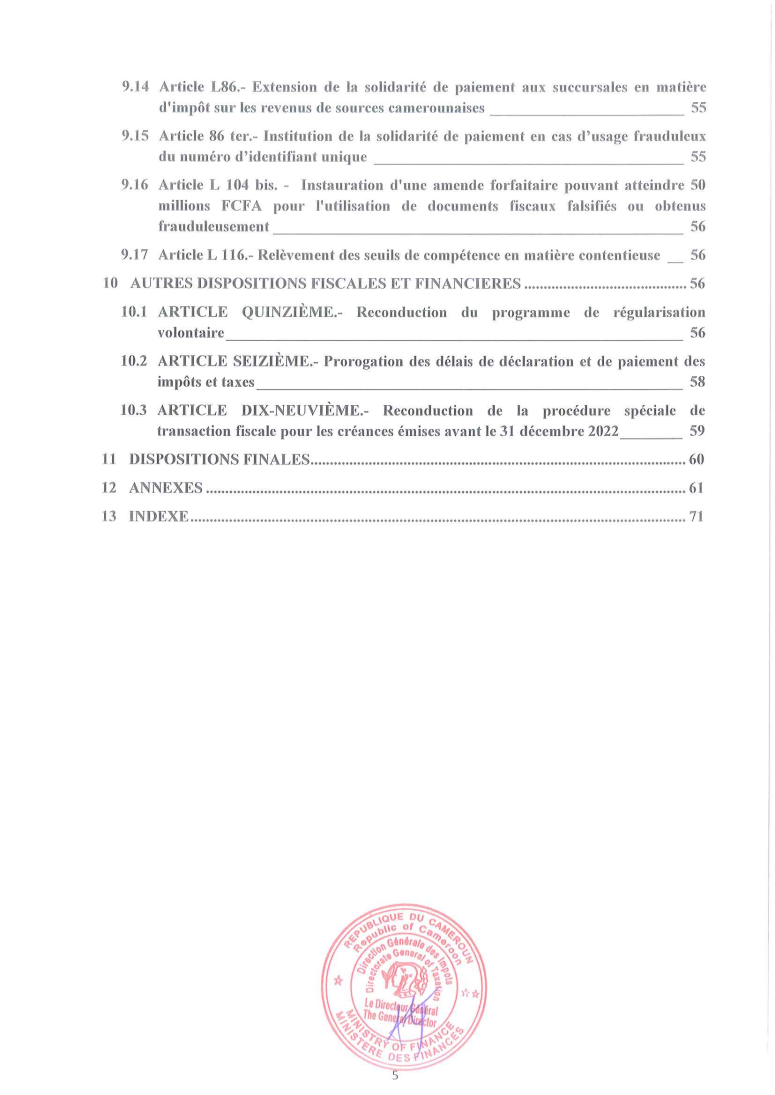 9.14 Article L86.- Extension de la solidarité de paiement aux succursales en matière
d'impôt sur les revenus de sources camerounaises ______ 55
9.15 Article 86 ter.- Institution de la solidarité de paiement en cas d'usage frauduleux
du numéro d'identifiant unique ______ 55
9.16 Article L 104 bis. - Instauration d'une amende forfaitaire pouvant atteindre 50
millions FCFA pour l'utilisation de documents fiscaux falsifiés ou obtenus
frauduleusement ______ 56
9.17 Article L 116.- Relèvement des seuils de compétence en matière contentieuse __ 56
10 AUTRES DISPOSITIONS FISCALES ET FINANCIERES ...... 56
10.1 ARTICLE QUINZIÈME.- Reconduction du programme de régularisation
volontaire ______ 56
10.2 ARTICLE SEIZIÈME.- Prorogation des délais de déclaration et de paiement des
impôts et taxes ______ 58
10.3 ARTICLE DIX-NEUVIÈME.- Reconduction de la procédure spéciale de
transaction fiscale pour les créances émises avant le 31 décembre 2022 ______ 59
11 DISPOSITIONS FINALES...... 60
12 ANNEXES ...... 61
13 INDEXE ...... 71
REPUBLIQUE DU CAMEROUN
Republic of Cameroon
Direction Générale des Impots
Directorate General of Taxation
Le Directeur Général
The General Director
MINISTRY OF FINANCE
MINISTERE DES FINANCES
5